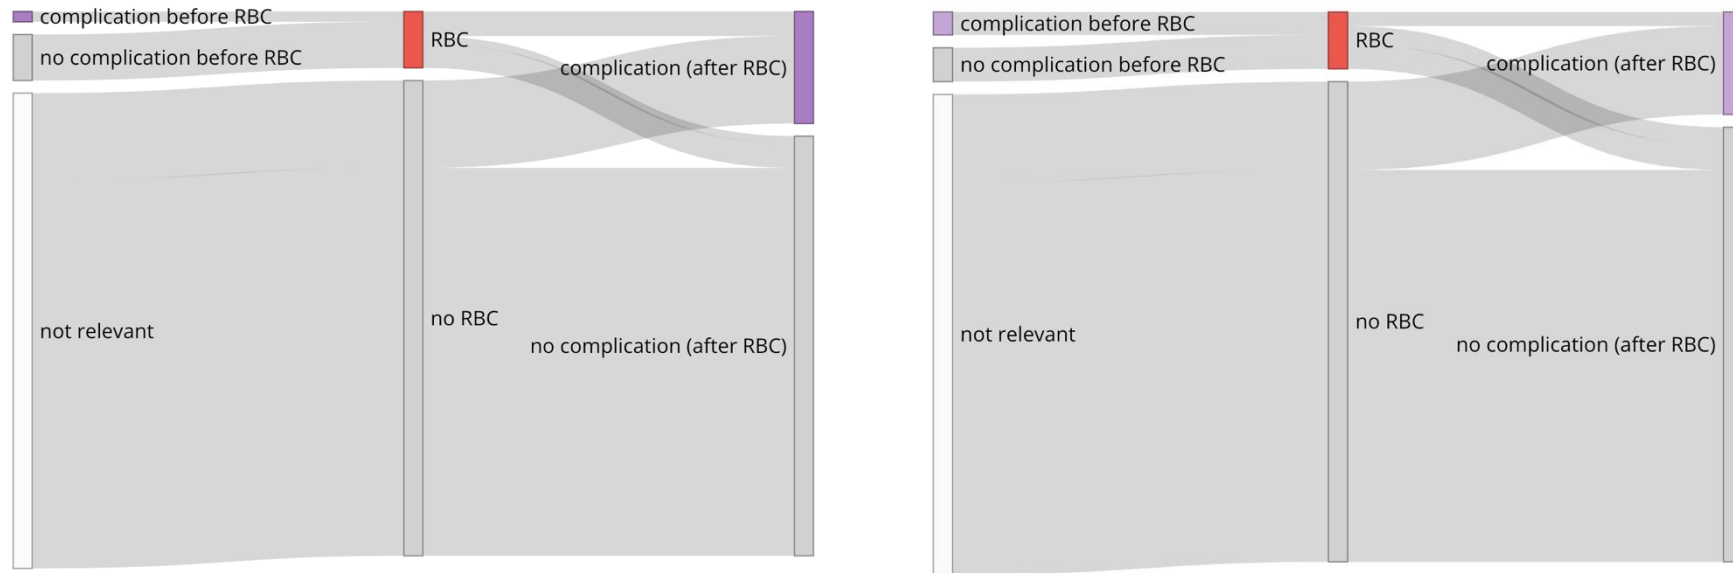 complication before RBC
no complication before RBC
not relevant
RBC
no RBC
complication (after RBC)
no complication (after RBC)
complication before RBC
no complication before RBC
not relevant
RBC
no RBC
complication (after RBC)
no complication (after RBC)